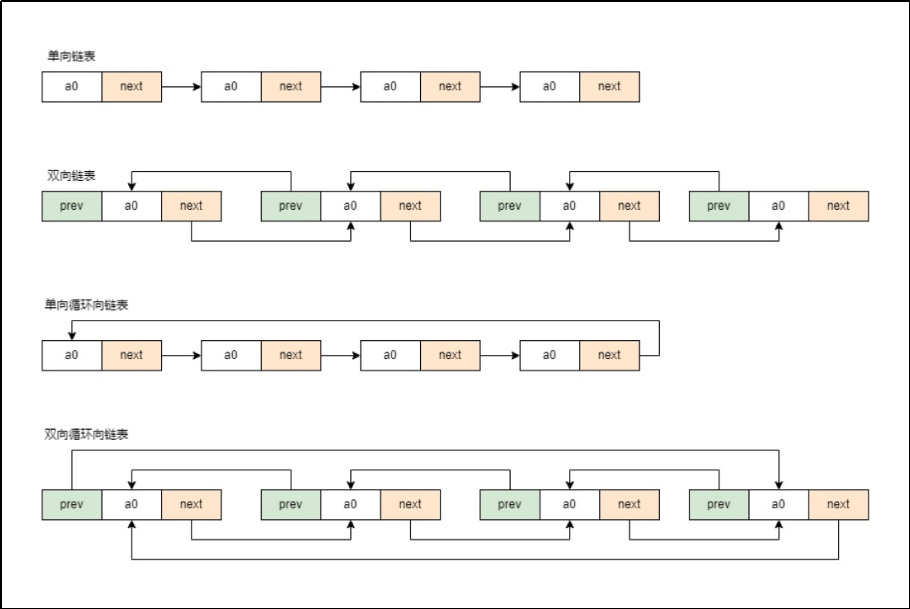 单向链表
a0 next a0 next a0 next a0 next
双向链表
prev a0 next prev a0 next prev a0 next prev a0 next
单向循环向链表
a0 next a0 next a0 next a0 next
双向循环向链表
prev a0 next prev a0 next prev a0 next prev a0 next